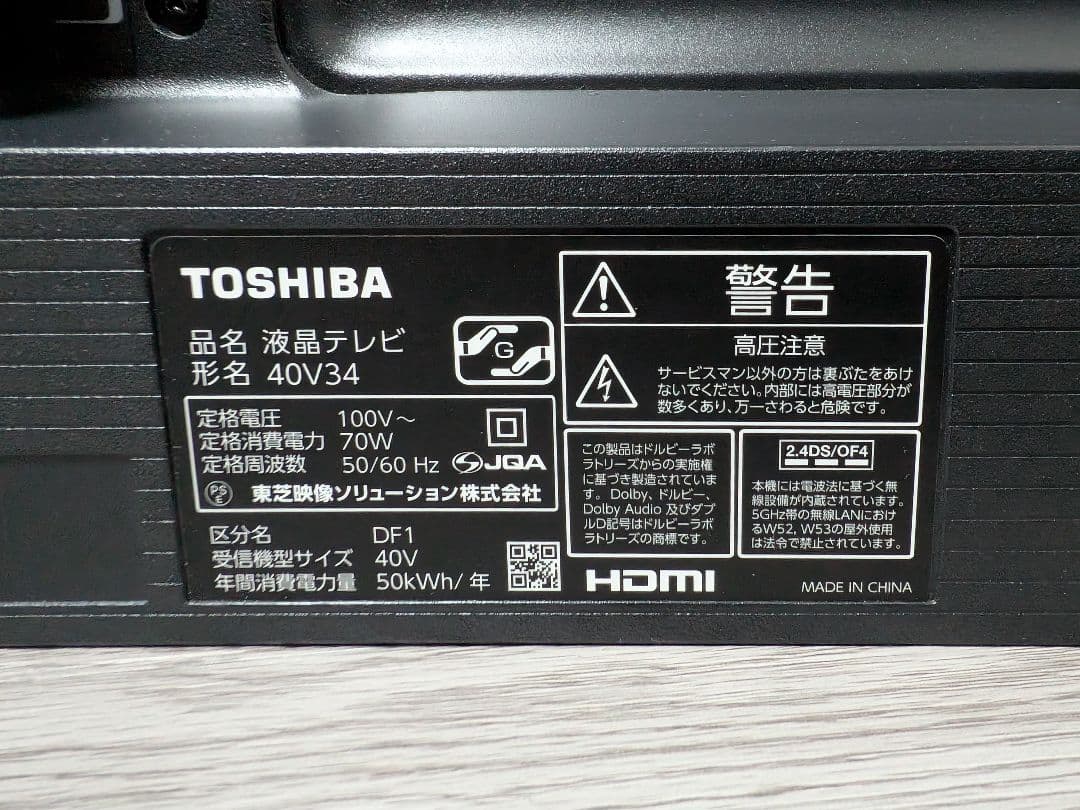 TOSHIBA
品名 液晶テレビ
形名 40V34
G
定格電圧 100V～
定格消費電力 70W
定格周波数 50/60 Hz
JQA
PSE 東芝映像ソリューション株式会社
区分名 DF1
受信機型サイズ 40V
年間消費電力量 50kWh/年
警告
高圧注意
サービスマン以外の方は裏ぶたをあけ
ないでください。内部には高電圧部分が
数多くあり、万一さわると危険です。
この製品はドルビーラボ
ラトリーズからの実施権
に基づき製造されていま
す。Dolby、ドルビー、
Dolby Audio 及びダブ
ルD記号はドルビーラボ
ラトリーズの商標です。
2.4DS/OF4
本機には電波法に基づく無
線設備が内蔵されています。
5GHz帯の無線LANにおけ
るW52, W53の屋外使用
は法令で禁止されています。
HDMI
MADE IN CHINA